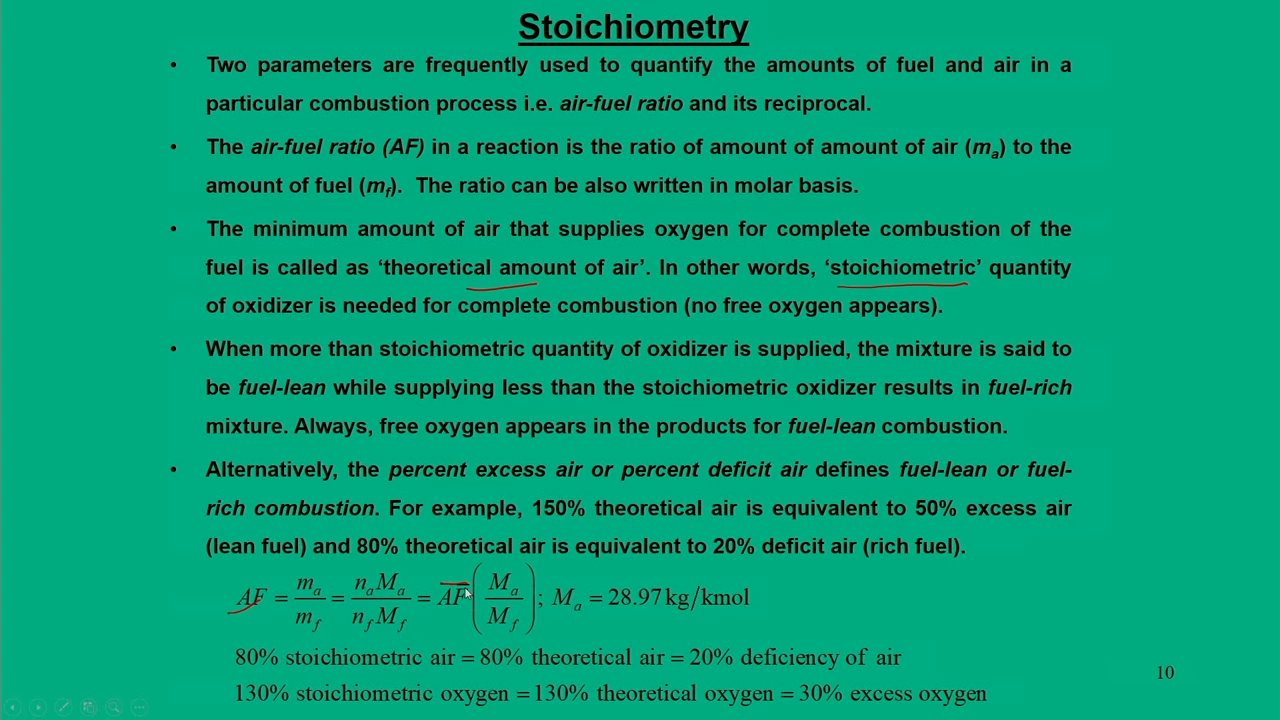 Stoichiometry
• Two parameters are frequently used to quantify the amounts of fuel and air in a
particular combustion process i.e. air-fuel ratio and its reciprocal.
• The air-fuel ratio (AF) in a reaction is the ratio of amount of amount of air (mₐ) to the
amount of fuel (m_f). The ratio can be also written in molar basis.
• The minimum amount of air that supplies oxygen for complete combustion of the
fuel is called as ‘theoretical amount of air’. In other words, ‘stoichiometric’ quantity
of oxidizer is needed for complete combustion (no free oxygen appears).
• When more than stoichiometric quantity of oxidizer is supplied, the mixture is said to
be fuel-lean while supplying less than the stoichiometric oxidizer results in fuel-rich
mixture. Always, free oxygen appears in the products for fuel-lean combustion.
• Alternatively, the percent excess air or percent deficit air defines fuel-lean or fuel-
rich combustion. For example, 150% theoretical air is equivalent to 50% excess air
(lean fuel) and 80% theoretical air is equivalent to 20% deficit air (rich fuel).
AF = m_a/m_f = n_a M_a/n_f M_f = A̅F̅ (M_a/M_f); M_a = 28.97 kg/kmol
80% stoichiometric air = 80% theoretical air = 20% deficiency of air
130% stoichiometric oxygen = 130% theoretical oxygen = 30% excess oxygen
10